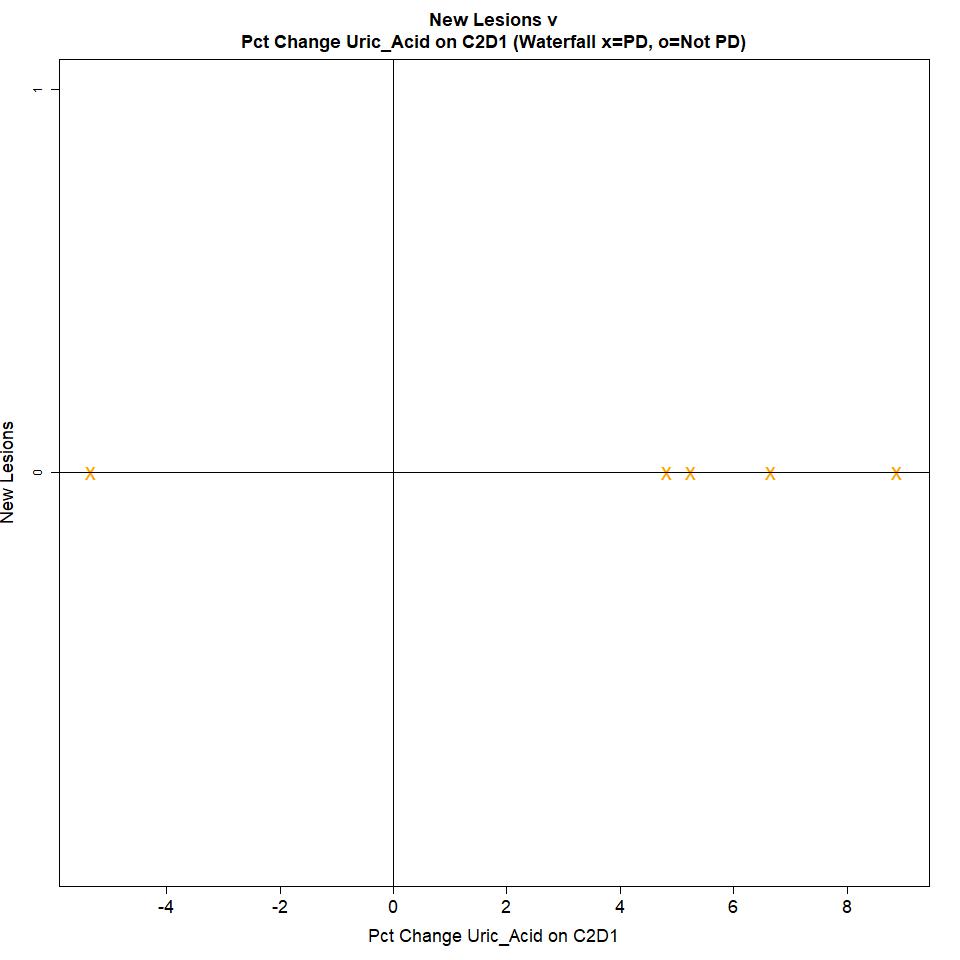 New Lesions v
Pct Change Uric_Acid on C2D1 (Waterfall x=PD, o=Not PD)
1
New Lesions
0
X X X X X
-4 -2 0 2 4 6 8
Pct Change Uric_Acid on C2D1